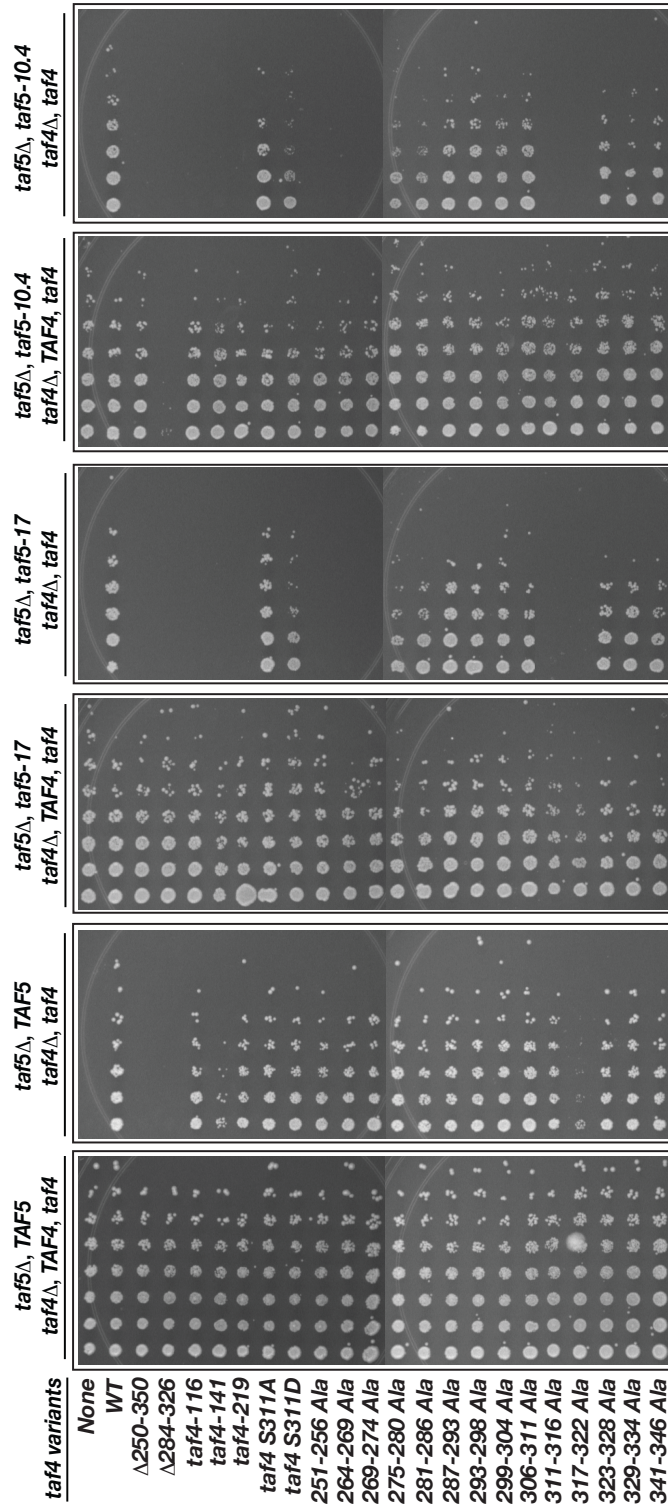 taf5Δ, taf5-10.4
taf4Δ, taf4
taf5Δ, taf5-10.4
taf4Δ, TAF4, taf4
taf5Δ, taf5-17
taf4Δ, taf4
taf5Δ, taf5-17
taf4Δ, TAF4, taf4
taf5Δ, TAF5
taf4Δ, taf4
taf5Δ, TAF5
taf4Δ, TAF4, taf4
taf4 variants
None
WT
Δ250-350
Δ284-326
taf4-116
taf4-141
taf4-219
taf4 S311A
taf4 S311D
251-256 Ala
264-269 Ala
269-274 Ala
275-280 Ala
281-286 Ala
287-293 Ala
293-298 Ala
299-304 Ala
306-311 Ala
311-316 Ala
317-322 Ala
323-328 Ala
329-334 Ala
341-346 Ala